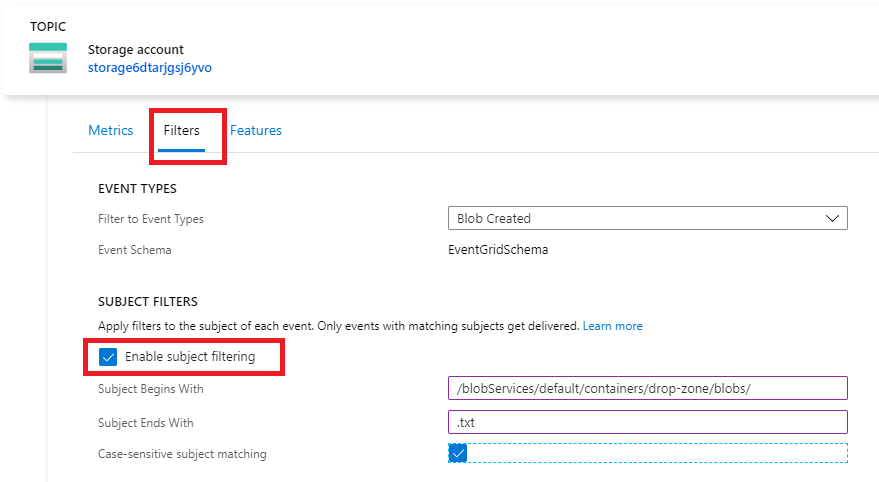 TOPIC
Storage account
storage6dtarjgsj6yvo
Metrics Filters Features
EVENT TYPES
Filter to Event Types Blob Created
Event Schema EventGridSchema
SUBJECT FILTERS
Apply filters to the subject of each event. Only events with matching subjects get delivered. Learn more
Enable subject filtering
Subject Begins With /blobServices/default/containers/drop-zone/blobs/
Subject Ends With .txt
Case-sensitive subject matching